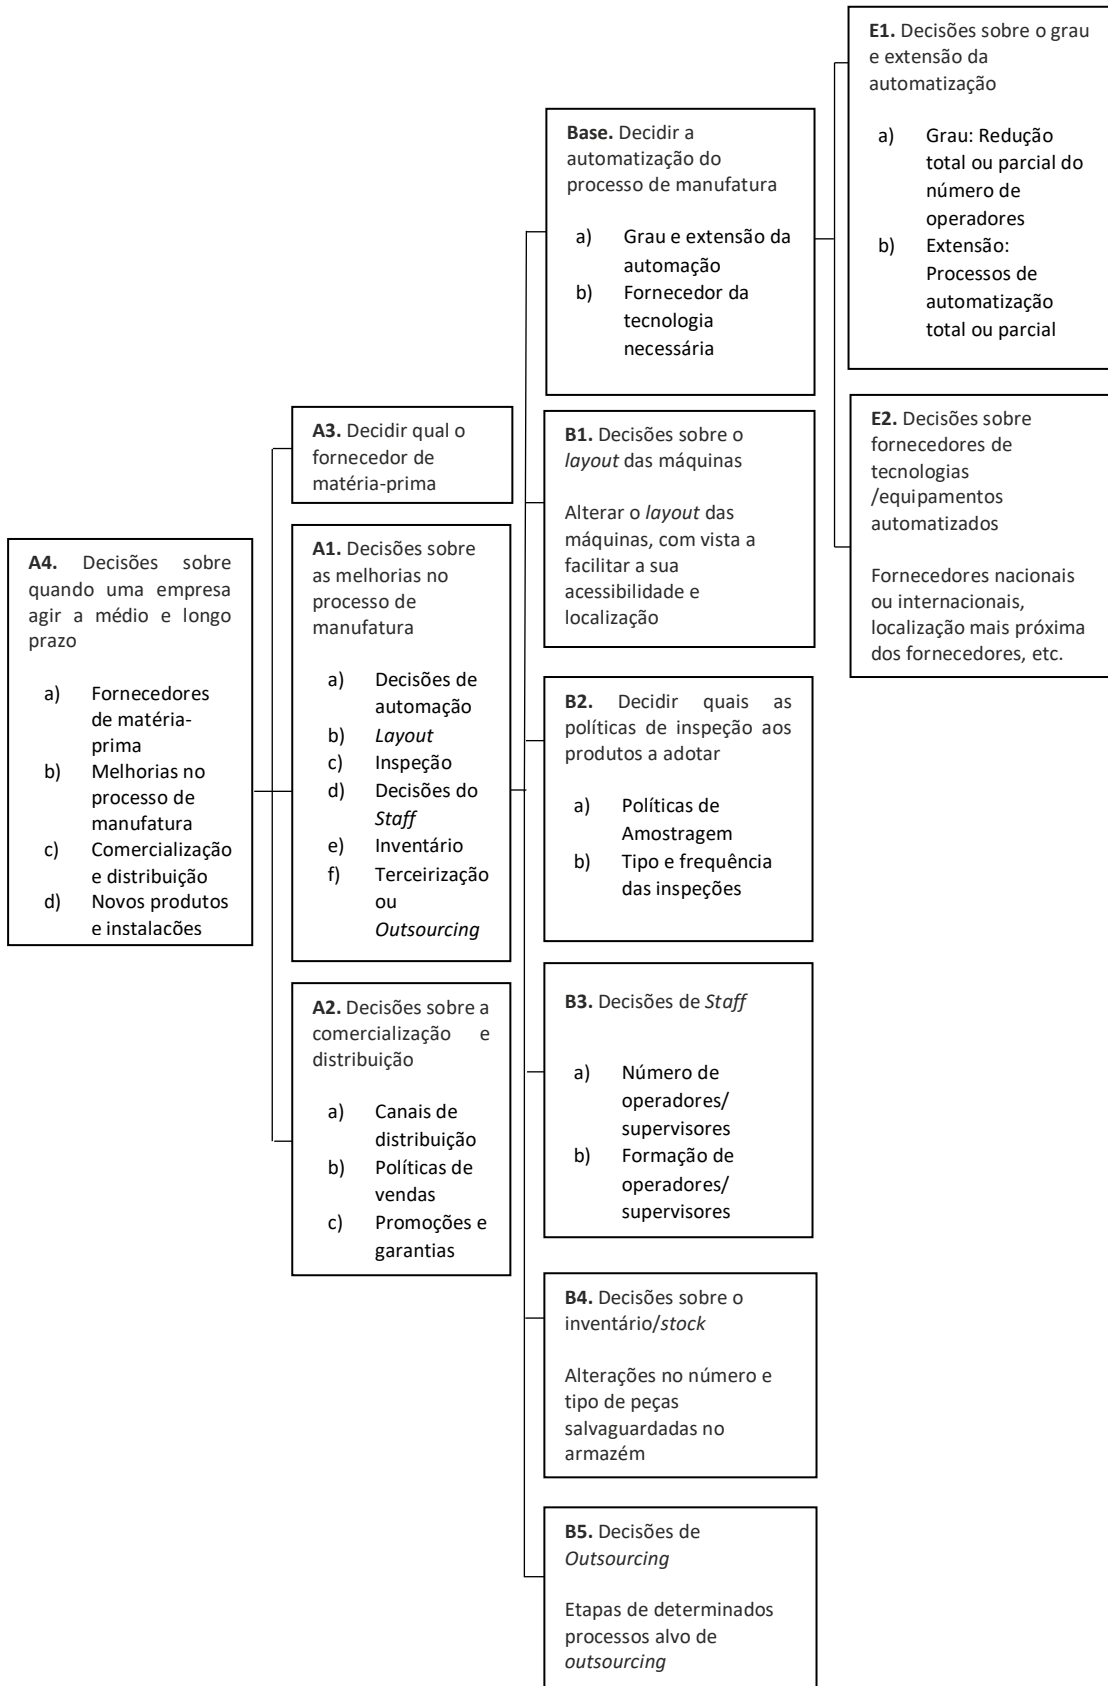 A4. Decisões sobre
quando uma empresa
agir a médio e longo
prazo
a) Fornecedores
de matéria-
prima
b) Melhorias no
processo de
manufatura
c) Comercialização
e distribuição
d) Novos produtos
e instalacões
A3. Decidir qual o
fornecedor de
matéria-prima
A1. Decisões sobre
as melhorias no
processo de
manufatura
a) Decisões de
automação
b) Layout
c) Inspeção
d) Decisões do
Staff
e) Inventário
f) Terceirização
ou
Outsourcing
A2. Decisões sobre a
comercialização e
distribuição
a) Canais de
distribuição
b) Políticas de
vendas
c) Promoções e
garantias
Base. Decidir a
automatização do
processo de manufatura
a) Grau e extensão da
automação
b) Fornecedor da
tecnologia
necessária
B1. Decisões sobre o
layout das máquinas
Alterar o layout das
máquinas, com vista a
facilitar a sua
acessibilidade e
localização
B2. Decidir quais as
políticas de inspeção aos
produtos a adotar
a) Políticas de
Amostragem
b) Tipo e frequência
das inspeções
B3. Decisões de Staff
a) Número de
operadores/
supervisores
b) Formação de
operadores/
supervisores
B4. Decisões sobre o
inventário/stock
Alterações no número e
tipo de peças
salvaguardadas no
armazém
B5. Decisões de
Outsourcing
Etapas de determinados
processos alvo de
outsourcing
E1. Decisões sobre o grau
e extensão da
automatização
a) Grau: Redução
total ou parcial do
número de
operadores
b) Extensão:
Processos de
automatização
total ou parcial
E2. Decisões sobre
fornecedores de
tecnologias
/equipamentos
automatizados
Fornecedores nacionais
ou internacionais,
localização mais próxima
dos fornecedores, etc.